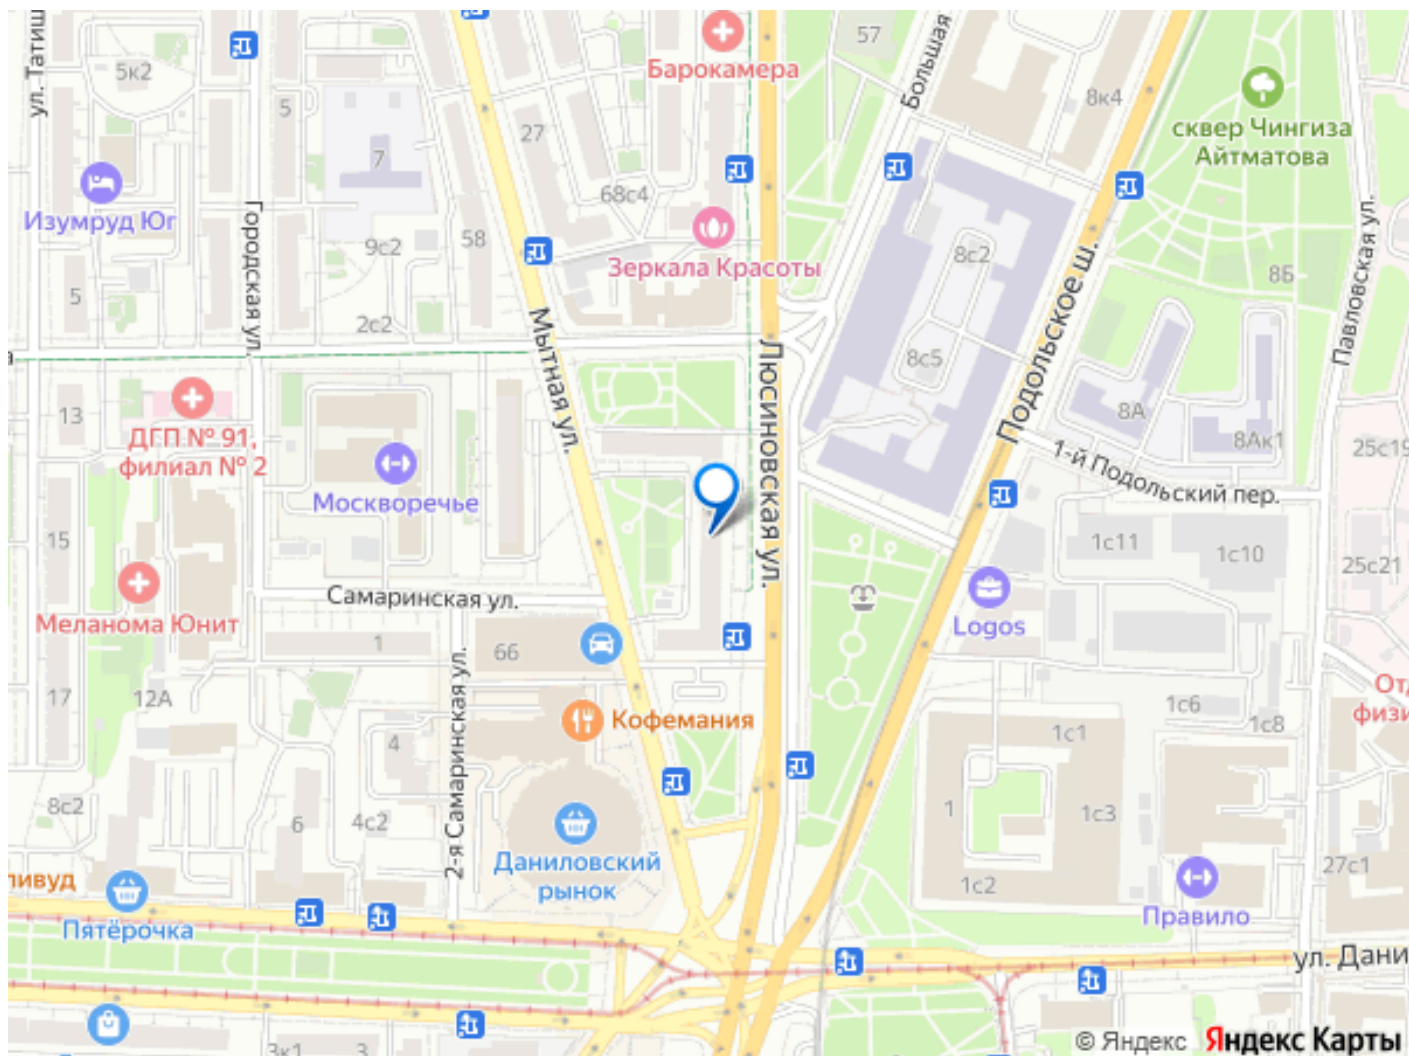 ул. Татищ
5к2
57
Большая
Барокамера
8к4
5
27
сквер Чингиза
Айтматова
7
68с4
Изумруд Юг
Городская ул.
9с2
58
Зеркала Красоты
8с2
8Б
Павловская ул.
5
2с2
Мытная ул.
Люсиновская ул.
8с5
Подольское ш.
13
8А
8Ак1
ДГП № 91,
филиал № 2
Москворечье
1-й Подольский пер.
25с19
15
1с11
1с10
25с21
Самаринская ул.
Меланома Юнит
Logos
1
66
17
12А
2-я Самаринская ул.
Кофемания
1с6
1с8
Отд
физи
4
1с1
8с2
6
4с2
1
1с3
Даниловский
рынок
27с1
ливуд
1с2
Пятёрочка
Правило
ул. Дани
3к1
3
© Яндекс
Яндекс Карты